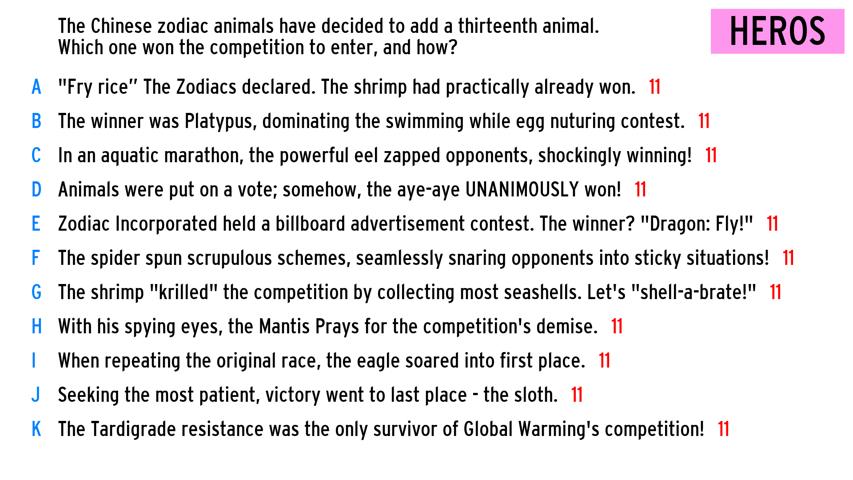 The Chinese zodiac animals have decided to add a thirteenth animal.
Which one won the competition to enter, and how?
HEROS
A "Fry rice" The Zodiacs declared. The shrimp had practically already won. 11
B The winner was Platypus, dominating the swimming while egg nuturing contest. 11
C In an aquatic marathon, the powerful eel zapped opponents, shockingly winning! 11
D Animals were put on a vote; somehow, the aye-aye UNANIMOUSLY won! 11
E Zodiac Incorporated held a billboard advertisement contest. The winner? "Dragon: Fly!" 11
F The spider spun scrupulous schemes, seamlessly snaring opponents into sticky situations! 11
G The shrimp "krilled" the competition by collecting most seashells. Let's "shell-a-brate!" 11
H With his spying eyes, the Mantis Prays for the competition's demise. 11
I When repeating the original race, the eagle soared into first place. 11
J Seeking the most patient, victory went to last place - the sloth. 11
K The Tardigrade resistance was the only survivor of Global Warming's competition! 11